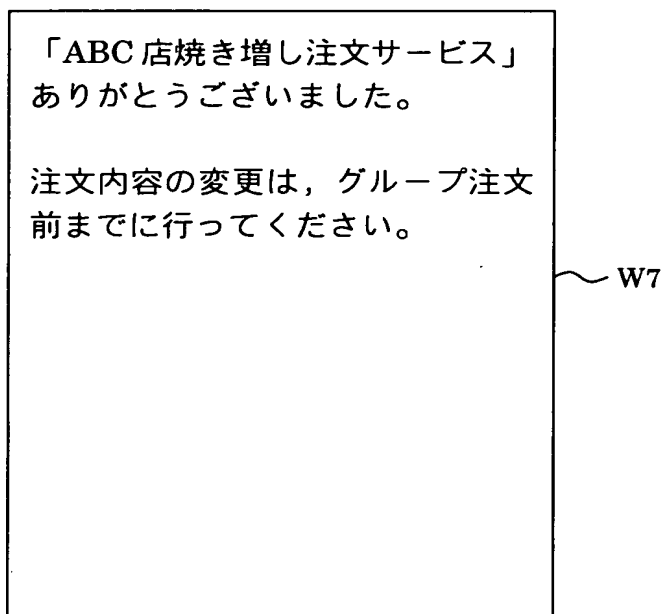 「ABC 店焼き増し注文サービス」
ありがとうございました。
注文内容の変更は，グループ注文
前までに行ってください。
W7